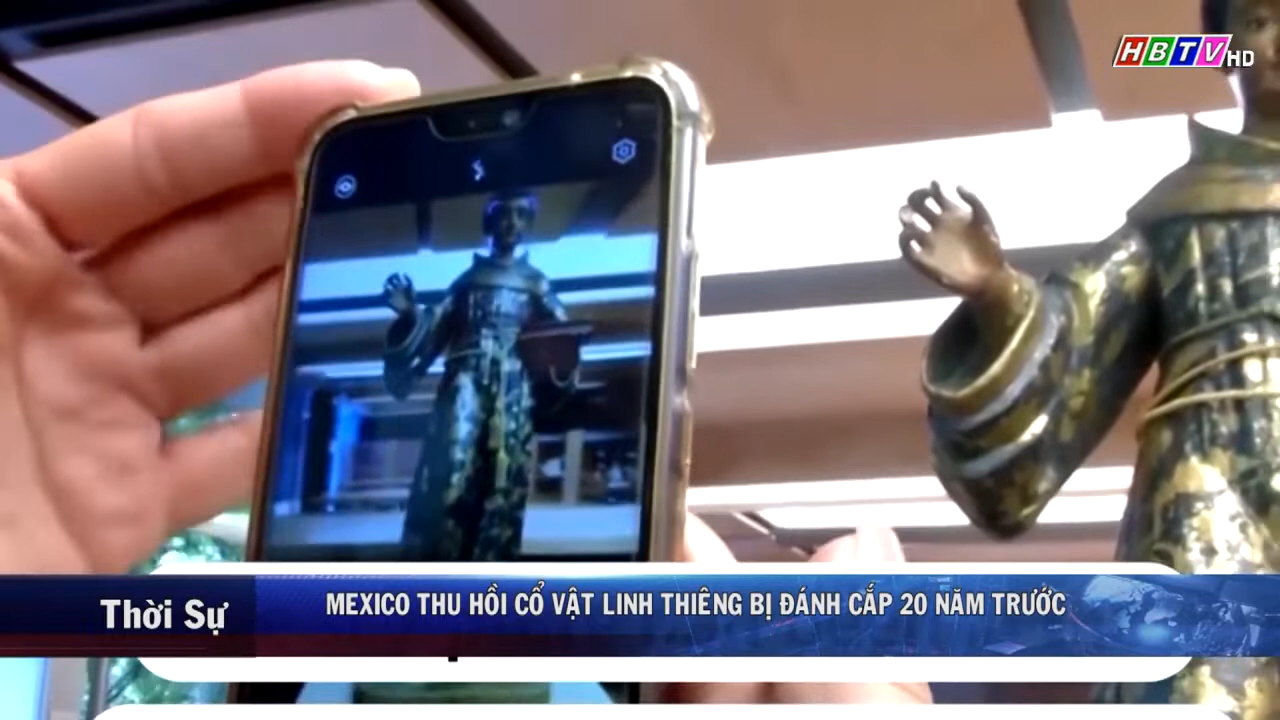 HBTV HD
Thời Sự
MEXICO THU HỒI CỔ VẬT LINH THIÊNG BỊ ĐÁNH CẮP 20 NĂM TRƯỚC